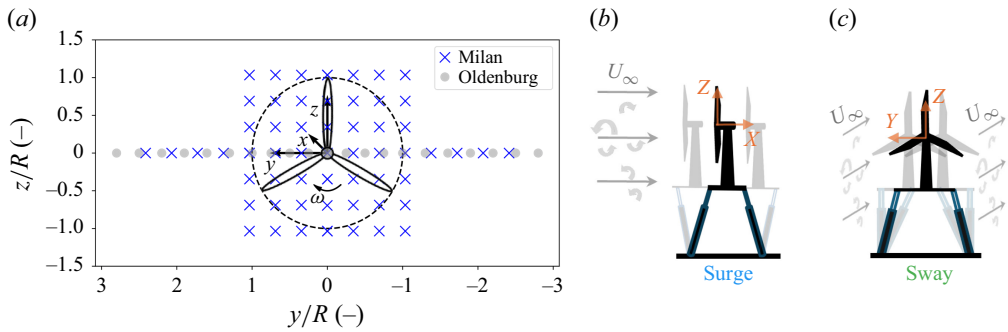 (a)
1.5
1.0
0.5
0
−0.5
−1.0
−1.5
z/R (–)
3
2
1
0
−1
−2
−3
y/R (–)
Milan
Oldenburg
z
x
y
ω
(b)
U∞
Z
X
Surge
(c)
U∞
Z
Y
U∞
Sway